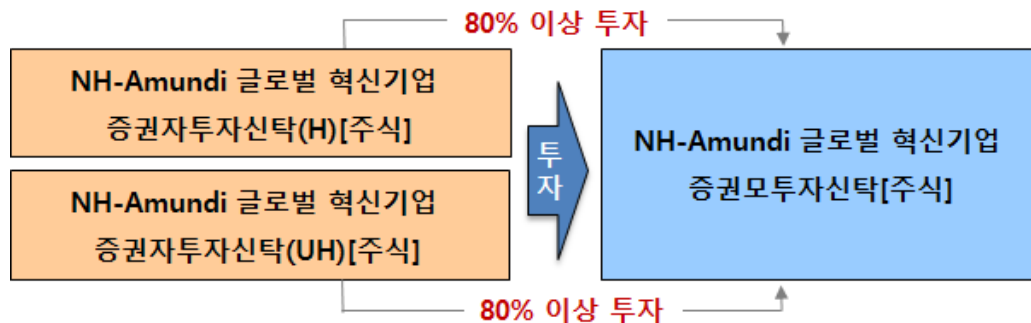 80% 이상 투자
NH-Amundi 글로벌 혁신기업
증권자투자신탁(H)[주식]
NH-Amundi 글로벌 혁신기업
증권자투자신탁(UH)[주식]
투
자
NH-Amundi 글로벌 혁신기업
증권모투자신탁[주식]
80% 이상 투자